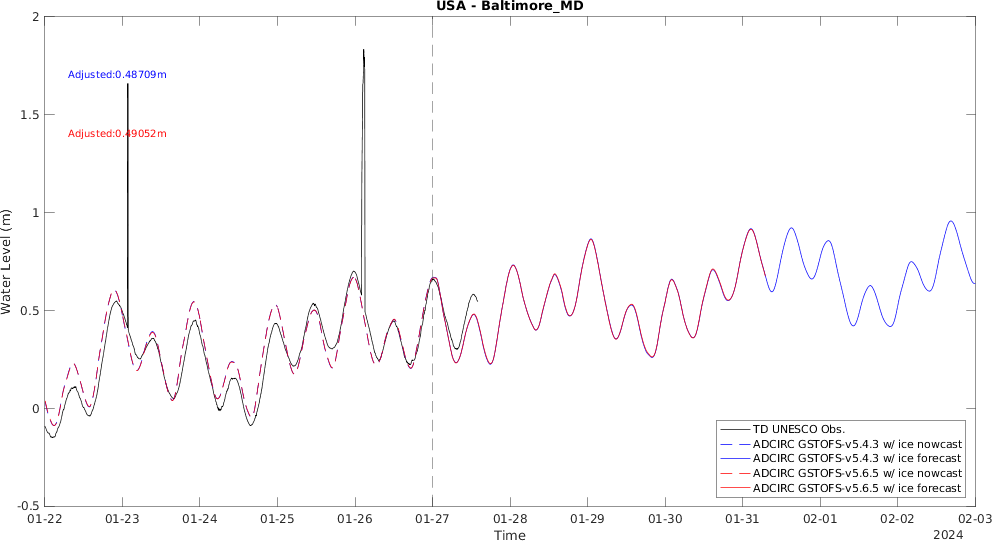 USA - Baltimore_MD
2
1.5
1
0.5
0
-0.5
Water Level (m)
Adjusted:0.48709m
Adjusted:0.49052m
TD UNESCO Obs.
ADCIRC GSTOFS-v5.4.3 w/ ice nowcast
ADCIRC GSTOFS-v5.4.3 w/ ice forecast
ADCIRC GSTOFS-v5.6.5 w/ ice nowcast
ADCIRC GSTOFS-v5.6.5 w/ ice forecast
01-22 01-23 01-24 01-25 01-26 01-27 01-28 01-29 01-30 01-31 02-01 02-02 02-03
Time
2024